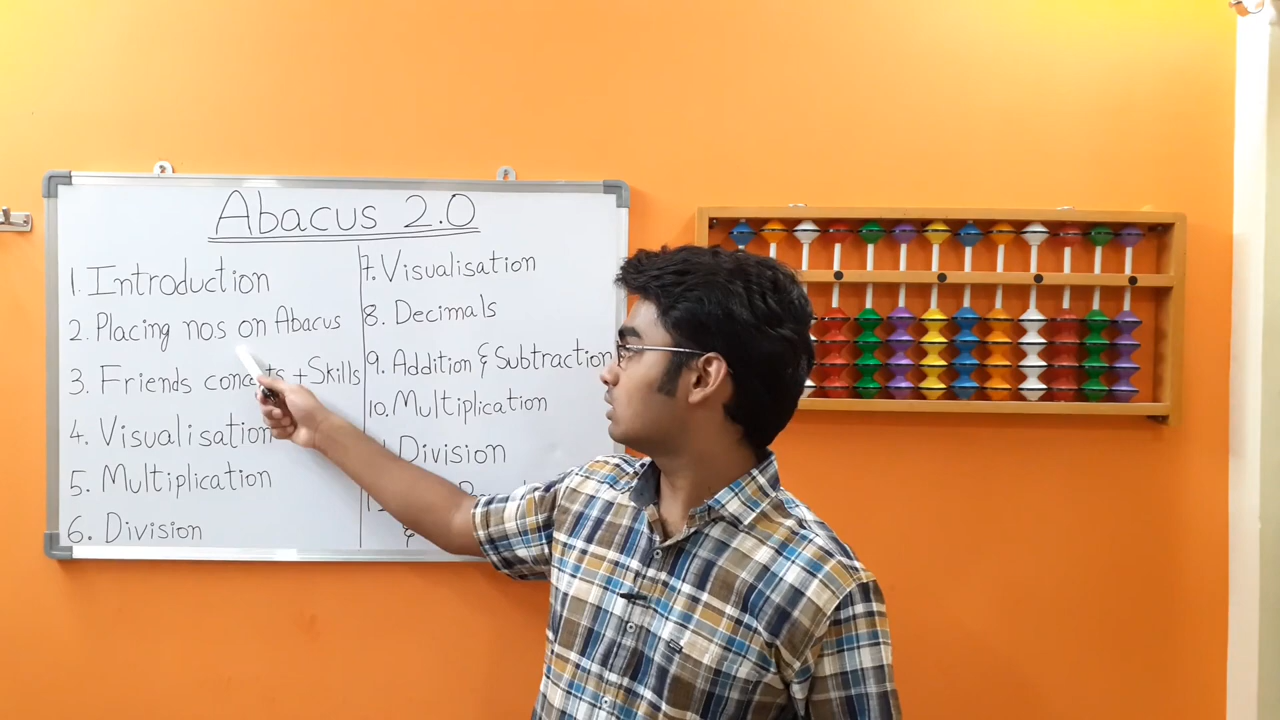 Abacus 2.0
1. Introduction
2. Placing nos on Abacus
3. Friends +Skills
4. Visualisation
5. Multiplication
6. Division
7. Visualisation
8. Decimals
9. Addition & Subtraction
10. Multiplication
Division
&